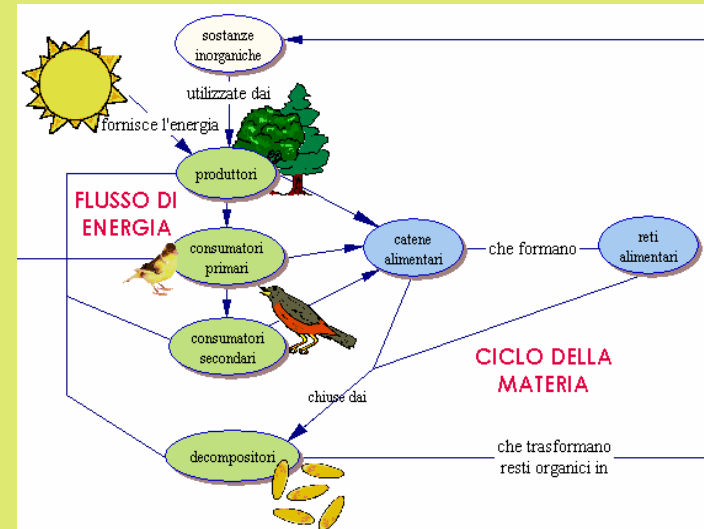 sostanze
inorganiche
utilizzate dai
fornisce l'energia
produttori
FLUSSO DI
ENERGIA
consumatori
primari
catene
alimentari
che formano
reti
alimentari
consumatori
secondari
CICLO DELLA
MATERIA
chiuse dai
decompositori
che trasformano
resti organici in